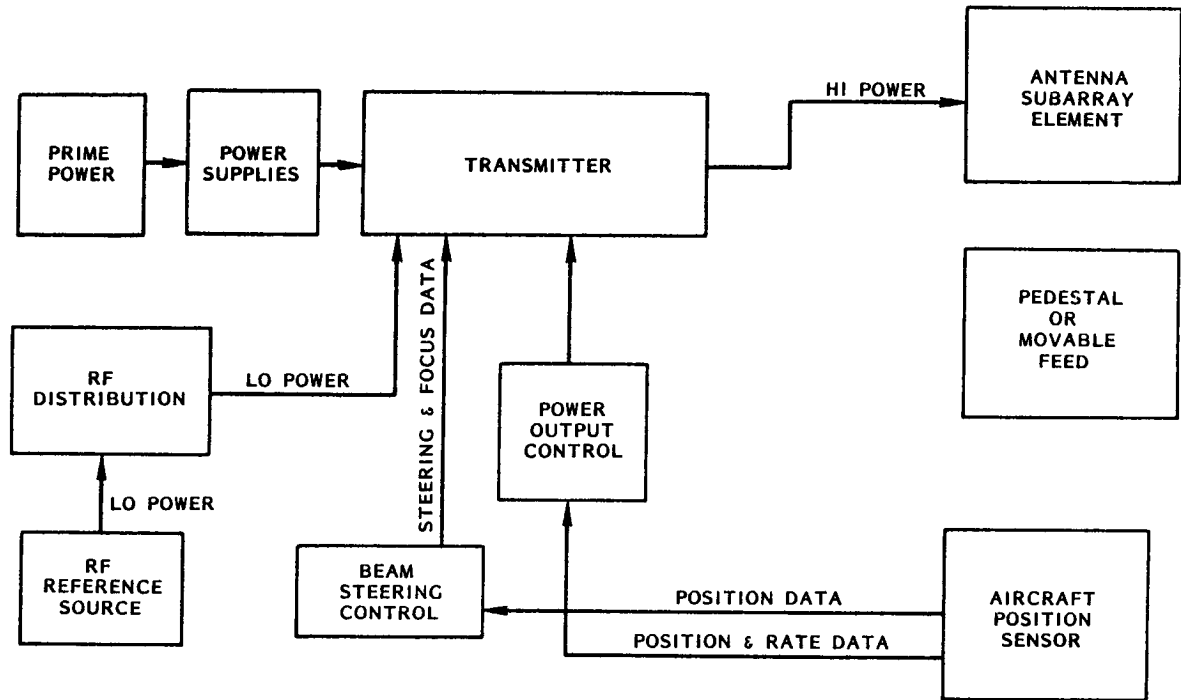 PRIME
POWER
POWER
SUPPLIES
TRANSMITTER
HI POWER
ANTENNA
SUBARRAY
ELEMENT
PEDESTAL
OR
MOVABLE
FEED
RF
DISTRIBUTION
LO POWER
STEERING & FOCUS DATA
POWER
OUTPUT
CONTROL
LO POWER
RF
REFERENCE
SOURCE
BEAM
STEERING
CONTROL
POSITION DATA
POSITION & RATE DATA
AIRCRAFT
POSITION
SENSOR